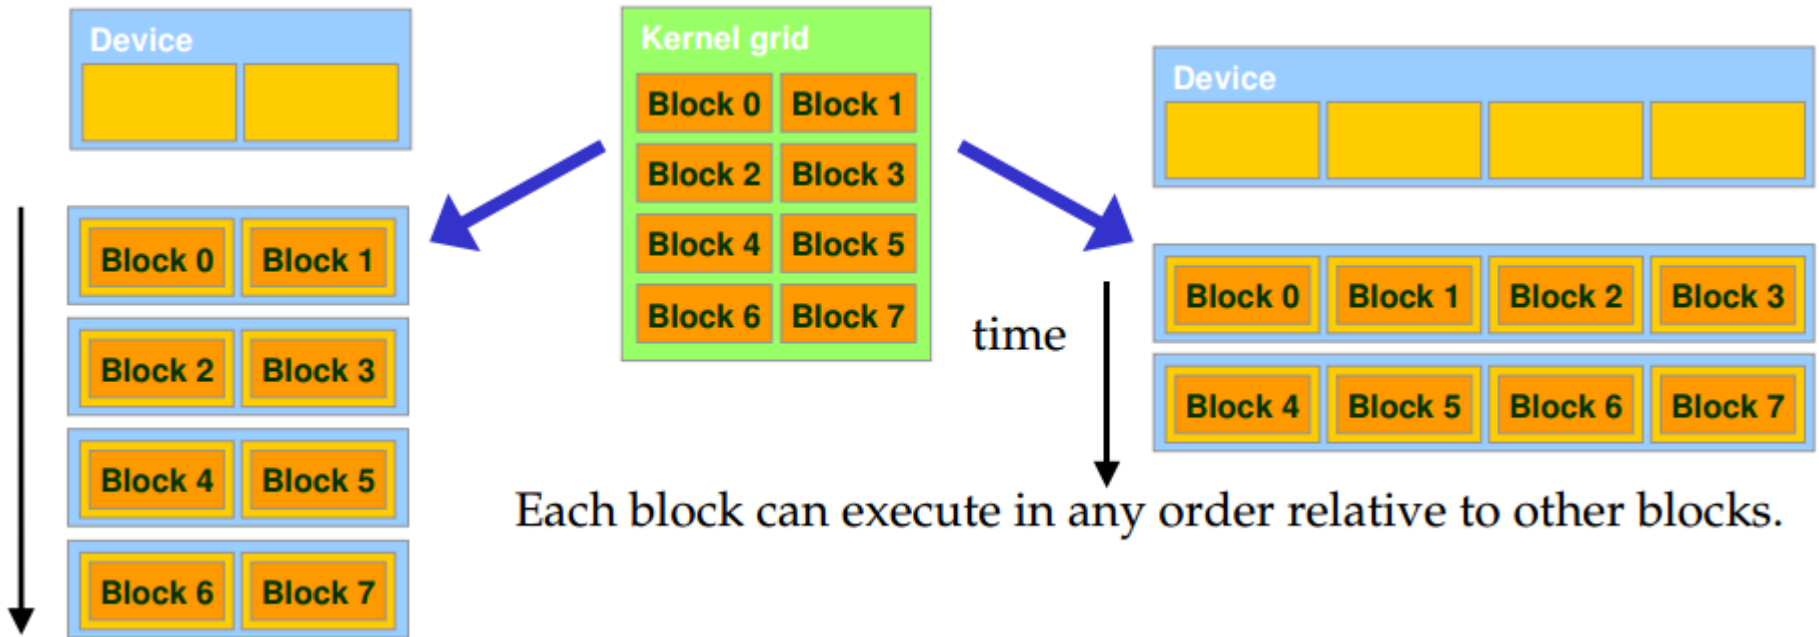 Device
Block 0 Block 1
Block 2 Block 3
Block 4 Block 5
Block 6 Block 7
Kernel grid
Block 0 Block 1
Block 2 Block 3
Block 4 Block 5
Block 6 Block 7
time
Device
Block 0 Block 1 Block 2 Block 3
Block 4 Block 5 Block 6 Block 7
Each block can execute in any order relative to other blocks.